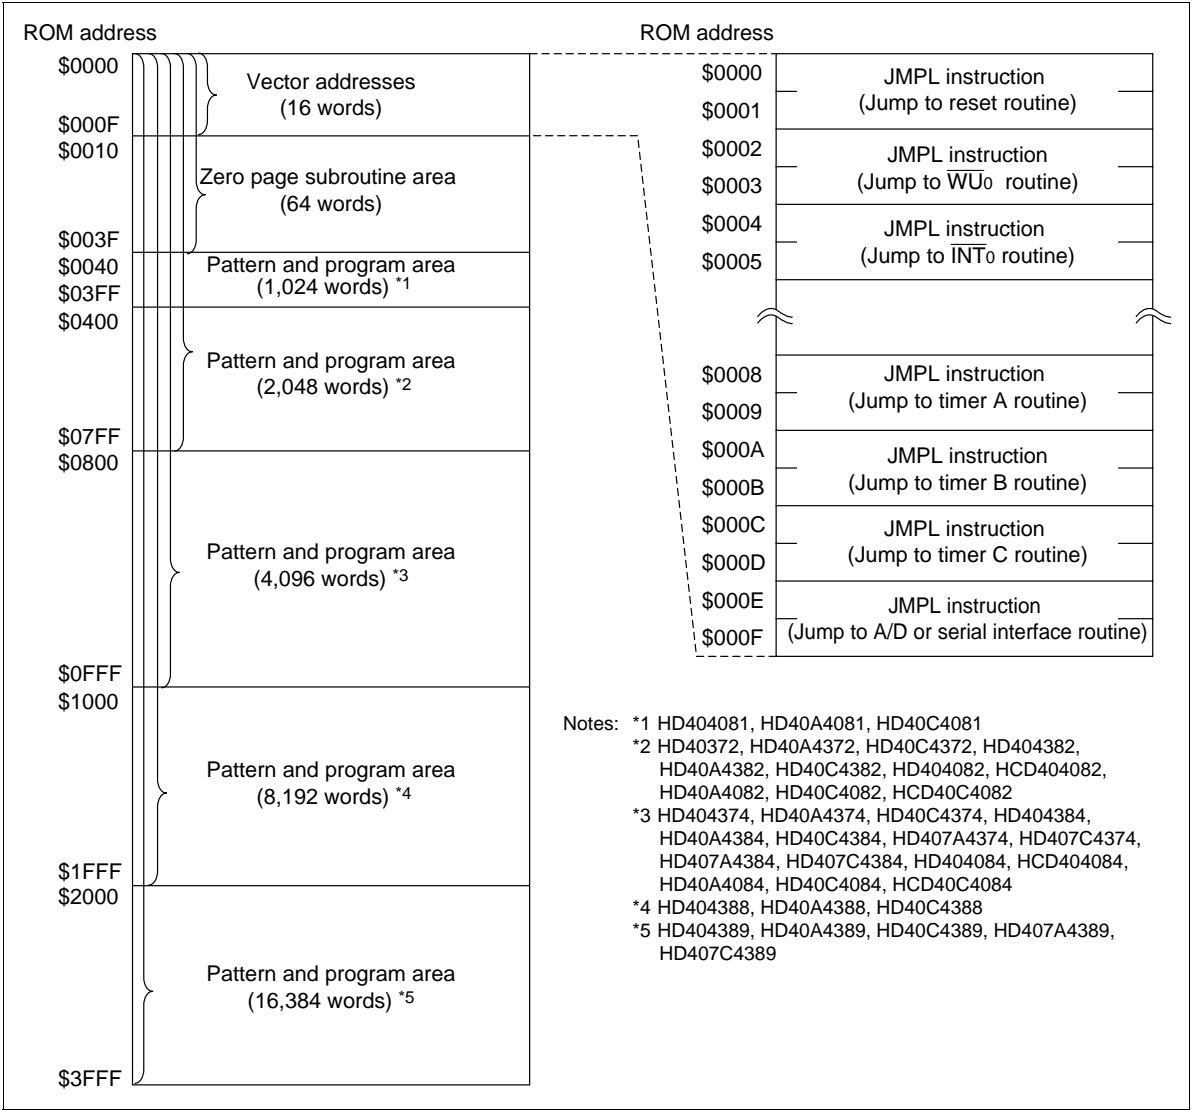 ROM address
$0000
Vector addresses
(16 words)
$000F
$0010
Zero page subroutine area
(64 words)
$003F
$0040
Pattern and program area
(1,024 words) *1
$03FF
$0400
Pattern and program area
(2,048 words) *2
$07FF
$0800
Pattern and program area
(4,096 words) *3
$0FFF
$1000
Pattern and program area
(8,192 words) *4
$1FFF
$2000
Pattern and program area
(16,384 words) *5
$3FFF
ROM address
$0000
JMPL instruction
(Jump to reset routine)
$0001
$0002
JMPL instruction
(Jump to W̅U̅0 routine)
$0003
$0004
JMPL instruction
(Jump to I̅N̅T̅0 routine)
$0005
$0008
JMPL instruction
(Jump to timer A routine)
$0009
$000A
JMPL instruction
(Jump to timer B routine)
$000B
$000C
JMPL instruction
(Jump to timer C routine)
$000D
$000E
JMPL instruction
(Jump to A/D or serial interface routine)
$000F
Notes: *1 HD404081, HD40A4081, HD40C4081
*2 HD40372, HD40A4372, HD40C4372, HD404382,
HD40A4382, HD40C4382, HD404082, HCD404082,
HD40A4082, HD40C4082, HCD40C4082
*3 HD404374, HD40A4374, HD40C4374, HD404384,
HD40A4384, HD40C4384, HD407A4374, HD407C4374,
HD407A4384, HD407C4384, HD404084, HCD404084,
HD40A4084, HD40C4084, HCD40C4084
*4 HD404388, HD40A4388, HD40C4388
*5 HD404389, HD40A4389, HD40C4389, HD407A4389,
HD407C4389